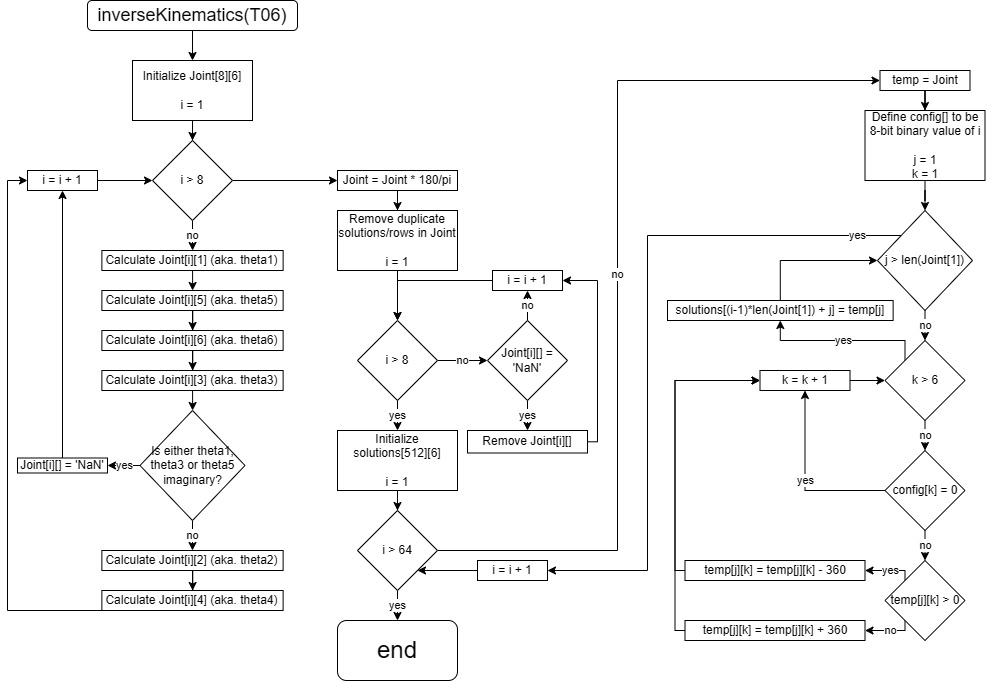 inverseKinematics(T06)
Initialize Joint[8][6]
i = 1
i = i + 1
i > 8
no
Calculate Joint[i][1] (aka. theta1)
Calculate Joint[i][5] (aka. theta5)
Calculate Joint[i][6] (aka. theta6)
Calculate Joint[i][3] (aka. theta3)
Is either theta1,
theta3 or theta5
imaginary?
yes
Joint[i][] = 'NaN'
no
Calculate Joint[i][2] (aka. theta2)
Calculate Joint[i][4] (aka. theta4)
Joint = Joint * 180/pi
Remove duplicate
solutions/rows in Joint
i = 1
i = i + 1
no
i > 8
no
Joint[i][] =
'NaN'
yes
yes
Initialize
solutions[512][6]
i = 1
Remove Joint[i][]
i > 64
no
i = i + 1
yes
end
temp = Joint
Define config[] to be
8-bit binary value of i
j = 1
k = 1
yes
j > len(Joint[1])
solutions[(i-1)*len(Joint[1]) + j] = temp[j]
no
yes
k = k + 1
k > 6
no
yes
config[k] = 0
no
temp[j][k] = temp[j][k] - 360
yes
temp[j][k] > 0
temp[j][k] = temp[j][k] + 360
no